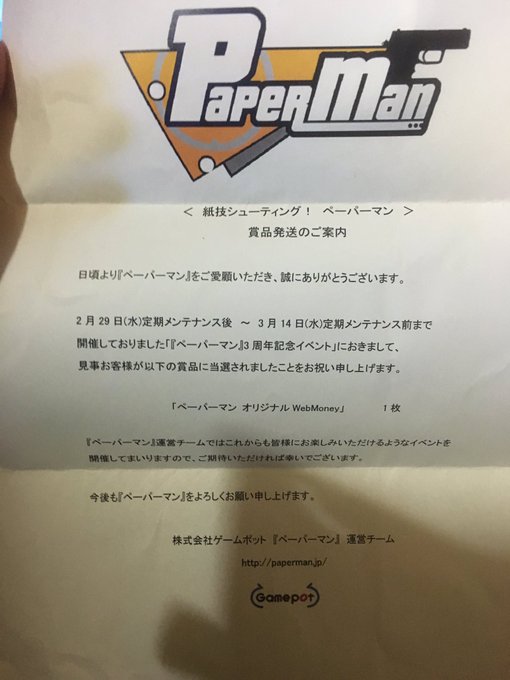 PaperMan
＜ 紙技シューティング！ ペーパーマン ＞
賞品発送のご案内
日頃より『ペーパーマン』をご愛願いただき、誠にありがとうございます。
2月29日(水)定期メンテナンス後 ～ 3月14日(水)定期メンテナンス前まで
開催しておりました「『ペーパーマン』3周年記念イベント」におきまして、
見事お客様が以下の賞品に当選されましたことをお祝い申し上げます。
「ペーパーマン オリジナル WebMoney」 1枚
『ペーパーマン』運営チームではこれからも皆様にお楽しみいただけるようなイベントを
開催してまいりますので、ご期待いただければ幸いでございます。
今後も『ペーパーマン』をよろしくお願い申し上げます。
株式会社ゲームポット 『ペーパーマン』 運営チーム
http://paperman.jp/
Gamepot